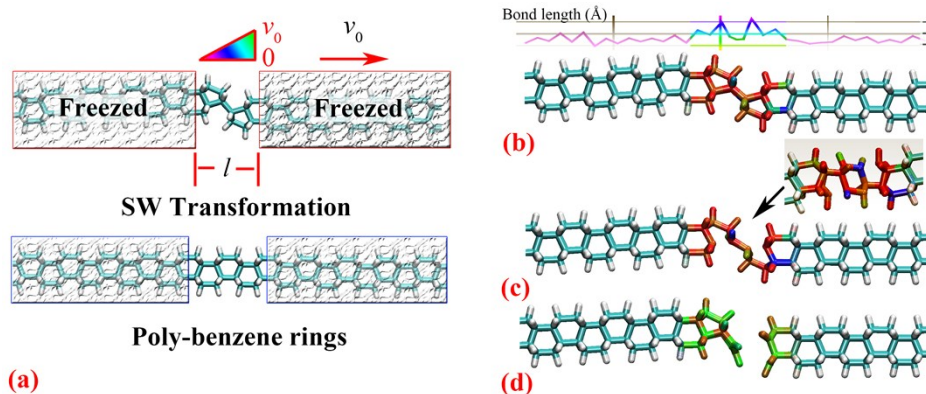 v₀
0
v₀
Freezed
Freezed
l
SW Transformation
Poly-benzene rings
(a)
Bond length (Å)
(b)
(c)
(d)